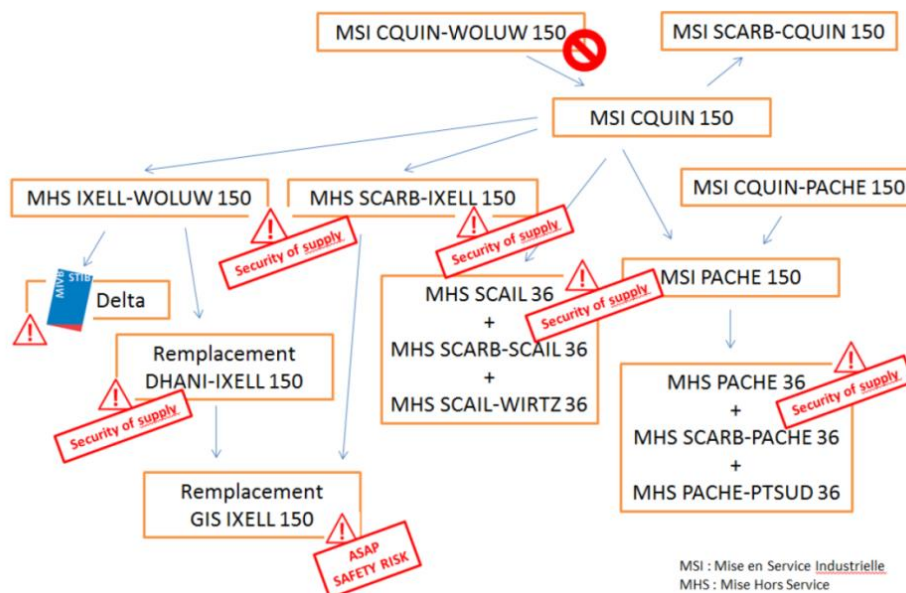 MSI CQUIN-WOLUW 150
MSI SCARB-CQUIN 150
MSI CQUIN 150
MHS IXELL-WOLUW 150
MHS SCARB-IXELL 150
MSI CQUIN-PACHE 150
!
Security of supply
!
Security of supply
MIVB
STIB
Delta
!
MHS SCAIL 36
+
MHS SCARB-SCAIL 36
+
MHS SCAIL-WIRTZ 36
!
Security of supply
MSI PACHE 150
Remplacement
DHANI-IXELL 150
!
Security of supply
MHS PACHE 36
+
MHS SCARB-PACHE 36
+
MHS PACHE-PTSUD 36
!
Security of supply
Remplacement
GIS IXELL 150
!
ASAP
SAFETY RISK
MSI : Mise en Service Industrielle
MHS : Mise Hors Service